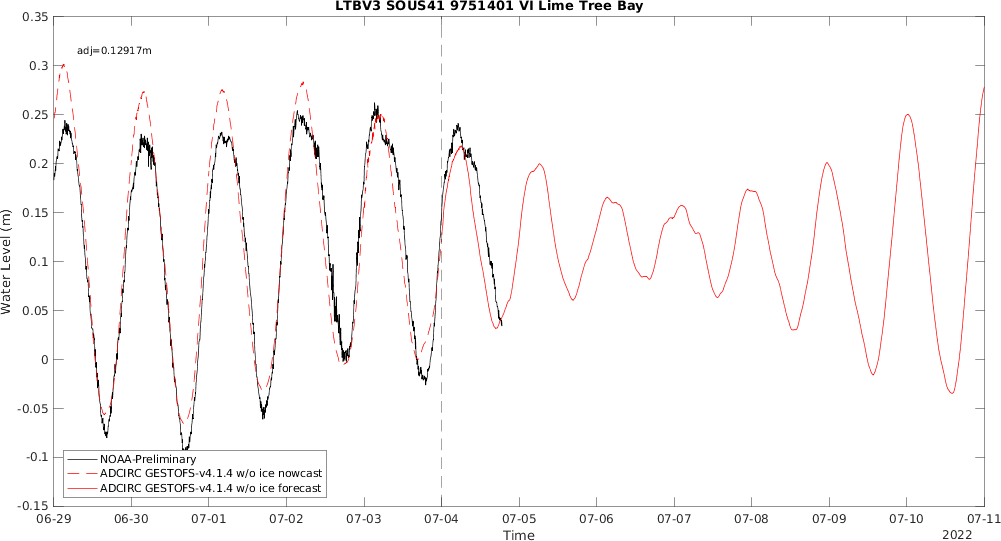 LTBV3 SOUS41 9751401 VI Lime Tree Bay
adj=0.12917m
0.35
0.3
0.25
0.2
0.15
0.1
0.05
0
-0.05
-0.1
-0.15
Water Level (m)
NOAA-Preliminary
ADCIRC GESTOFS-v4.1.4 w/o ice nowcast
ADCIRC GESTOFS-v4.1.4 w/o ice forecast
06-29 06-30 07-01 07-02 07-03 07-04 07-05 07-06 07-07 07-08 07-09 07-10 07-11
Time
2022